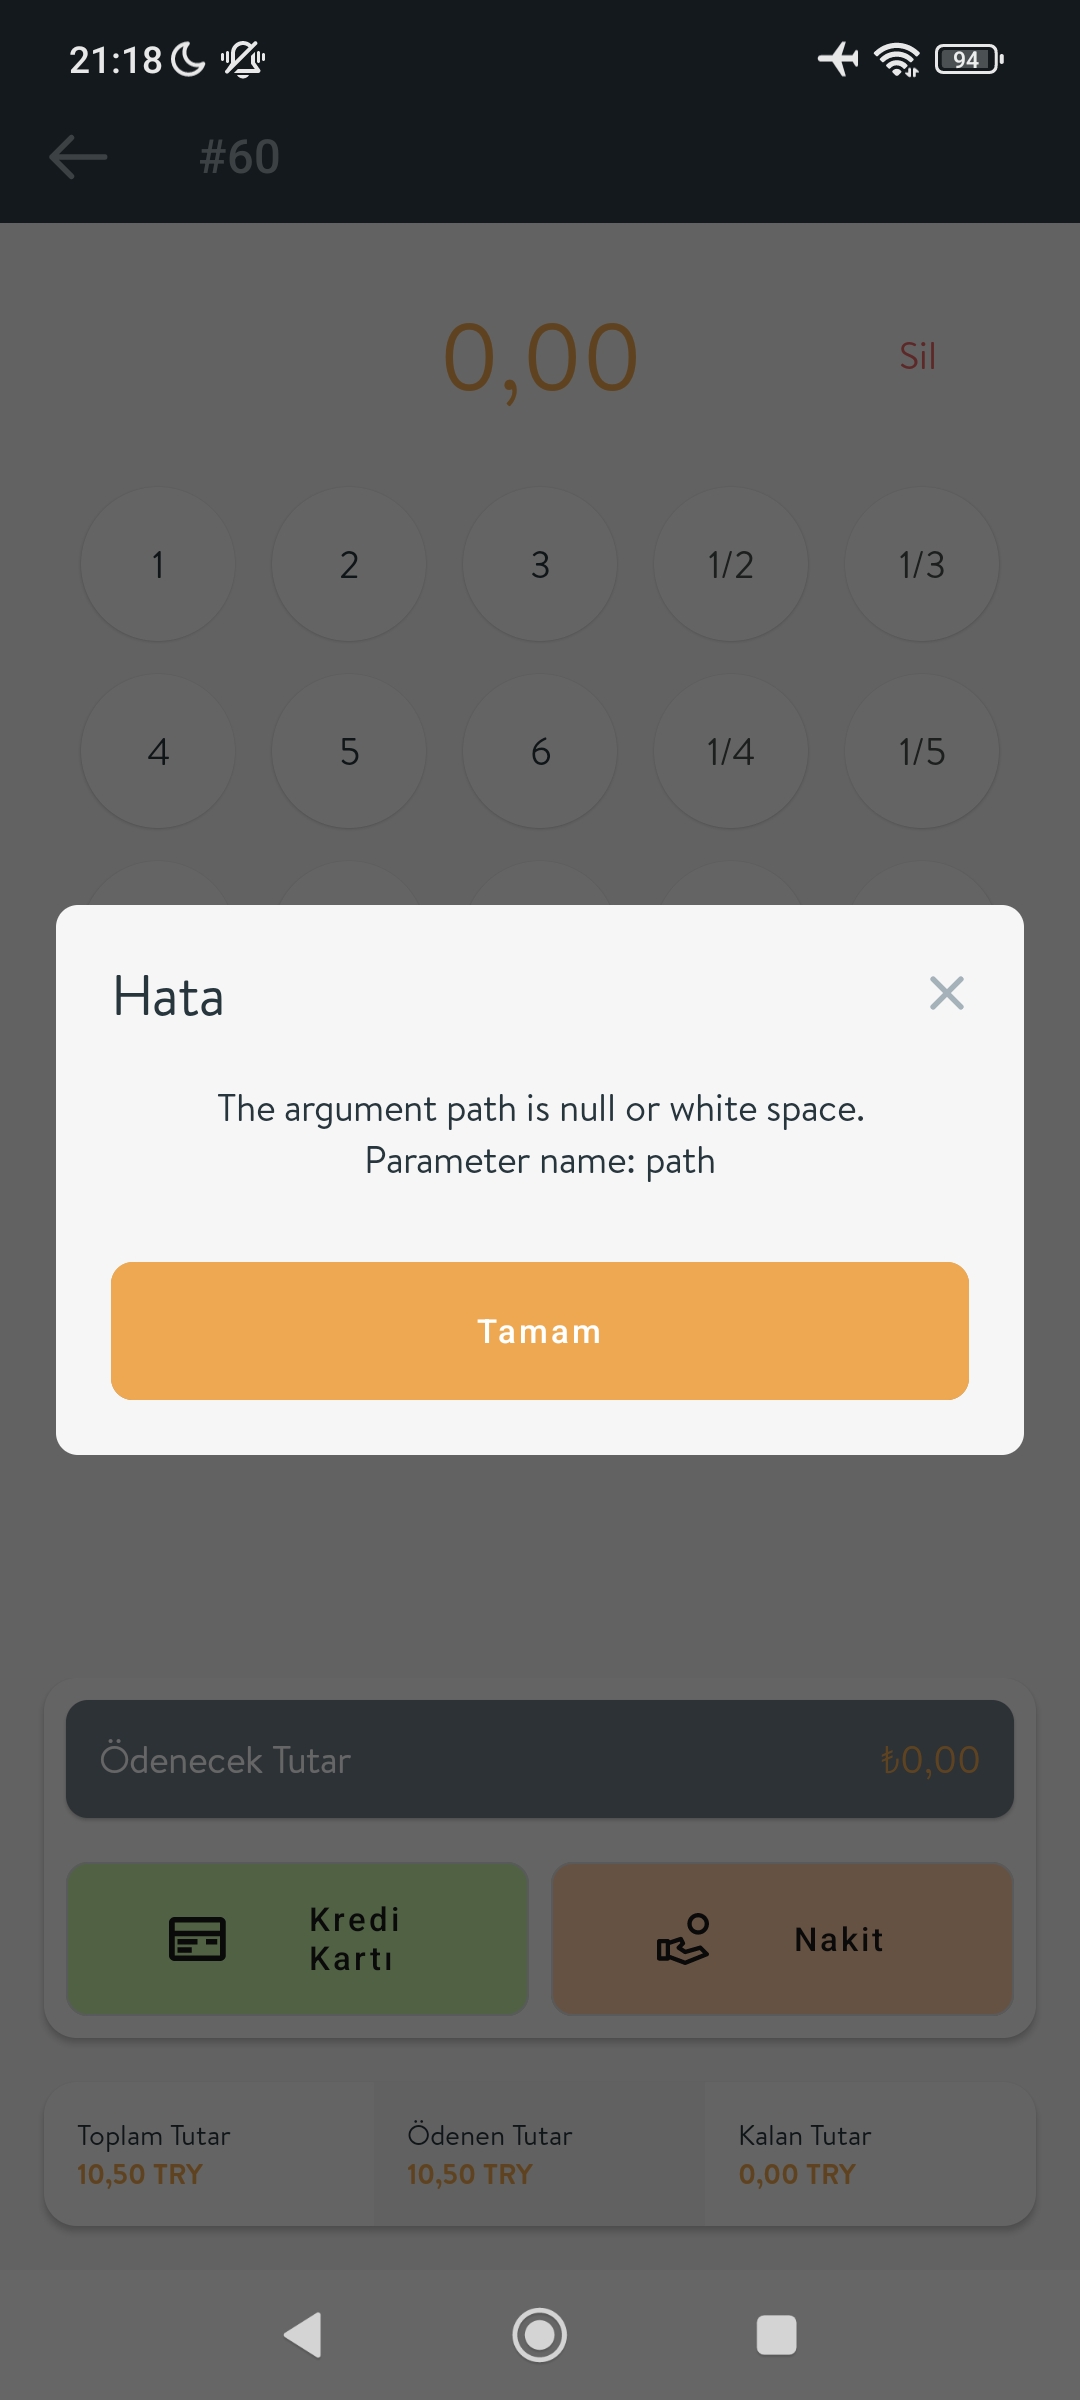 21:18
94
#60
0,00
Sil
1 2 3 1/2 1/3
4 5 6 1/4 1/5
Hata
The argument path is null or white space.
Parameter name: path
Tamam
Ödenecek Tutar ₺0,00
Kredi
Kartı
Nakit
Toplam Tutar
10,50 TRY
Ödenen Tutar
10,50 TRY
Kalan Tutar
0,00 TRY